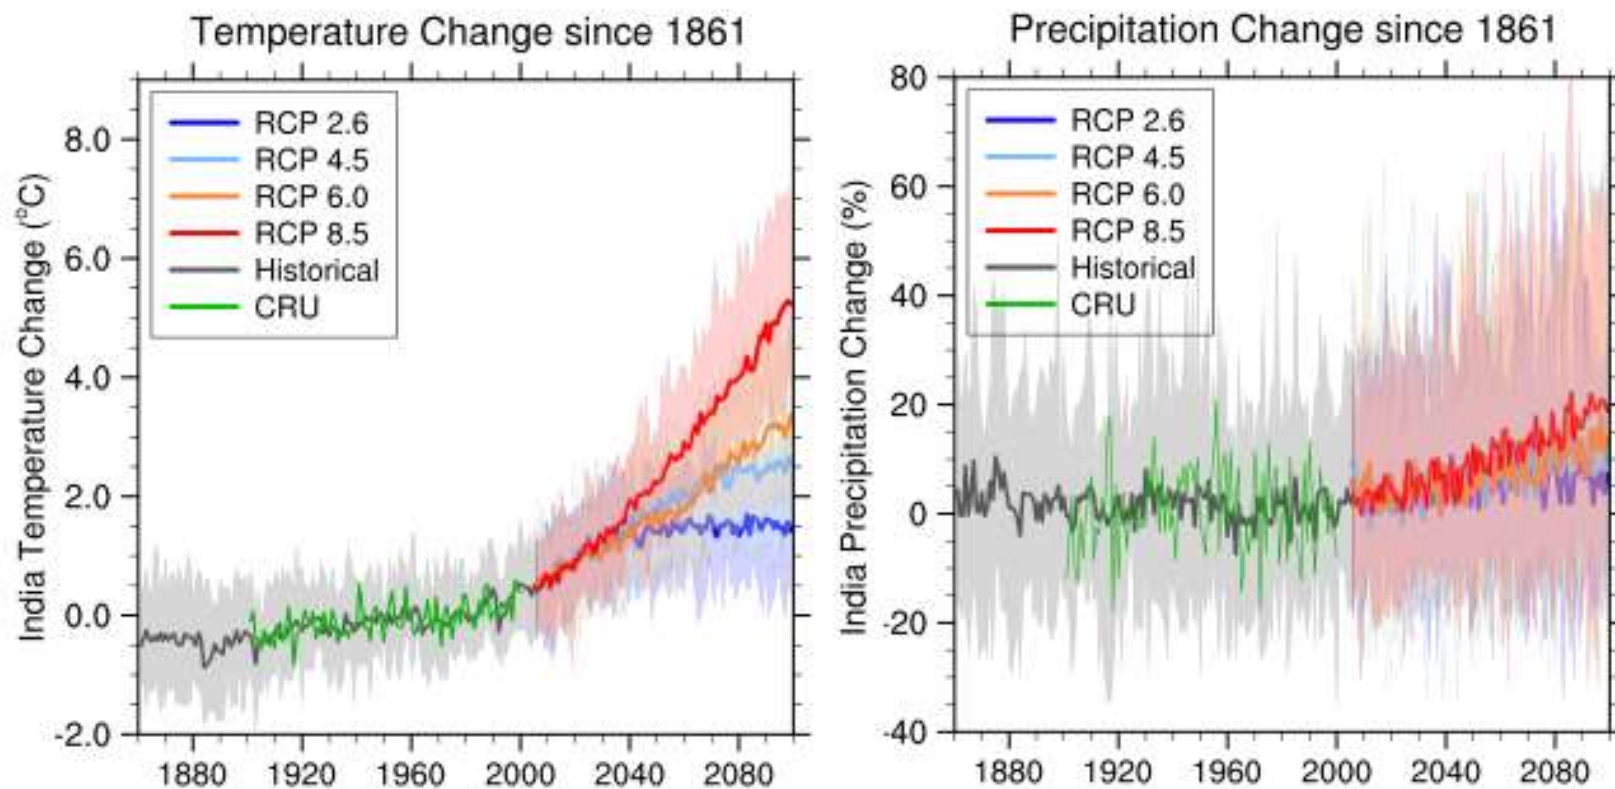 Temperature Change since 1861
India Temperature Change (°C)
8.0
6.0
4.0
2.0
0.0
-2.0
RCP 2.6
RCP 4.5
RCP 6.0
RCP 8.5
Historical
CRU
1880 1920 1960 2000 2040 2080
Precipitation Change since 1861
India Precipitation Change (%)
80
60
40
20
0
-20
-40
RCP 2.6
RCP 4.5
RCP 6.0
RCP 8.5
Historical
CRU
1880 1920 1960 2000 2040 2080